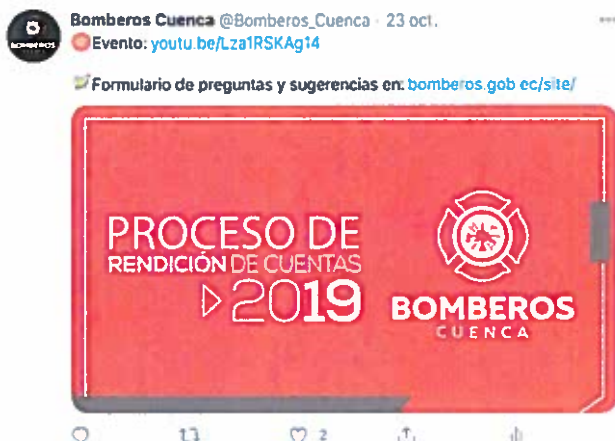 Bomberos Cuenca @Bomberos_Cuenca · 23 oct.
Evento: youtu.be/Lza1RSKAg14
Formulario de preguntas y sugerencias en: bomberos.gob.ec/site/
PROCESO DE
RENDICIÓN DE CUENTAS
2019
BOMBEROS
CUENCA
2